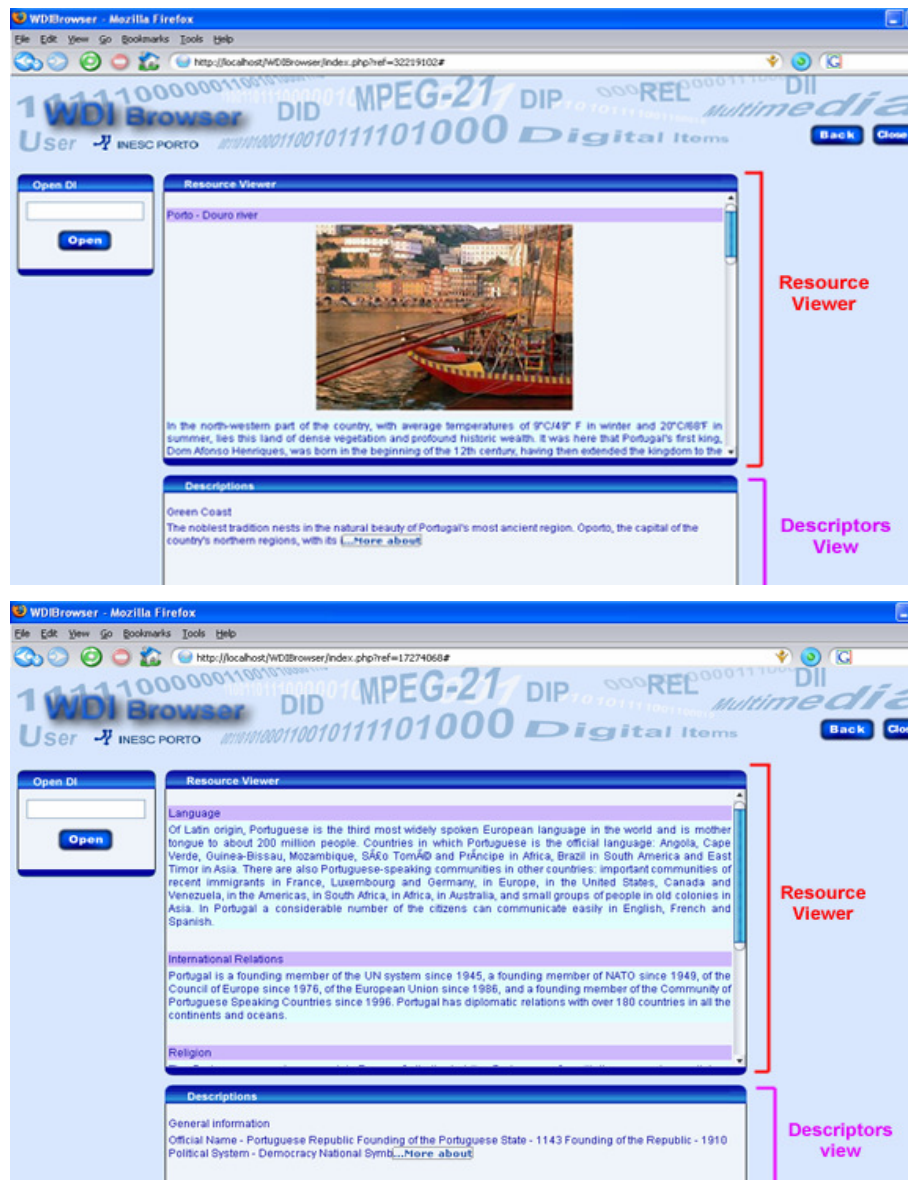 WDIBrowser - Mozilla Firefox
File Edit View Go Bookmarks Tools Help
http://localhost/WDIBrowser/index.php?ref=32219102#
WDI Browser DID MPEG-21 DIP REL Multimedia DII
User INESC PORTO Digital Items
Back Close
Open DI
Open
Resource Viewer
Porto - Douro river
In the north-western part of the country, with average temperatures of 9°C/49° F in winter and 20°C/68°F in
summer, lies this land of dense vegetation and profound historic wealth. It was here that Portugal's first king,
Dom Afonso Henriques, was born in the beginning of the 12th century, having then extended the kingdom to the
Resource
Viewer
Descriptions
Green Coast
The noblest tradition nests in the natural beauty of Portugal's most ancient region. Oporto, the capital of the
country's northern regions, with its (...More about
Descriptors
View
WDIBrowser - Mozilla Firefox
File Edit View Go Bookmarks Tools Help
http://localhost/WDIBrowser/index.php?ref=17274068#
WDI Browser DID MPEG-21 DIP REL Multimedia DII
User INESC PORTO Digital Items
Back Clo
Open DI
Open
Resource Viewer
Language
Of Latin origin, Portuguese is the third most widely spoken European language in the world and is mother
tongue to about 200 million people. Countries in which Portuguese is the official language: Angola, Cape
Verde, Guinea-Bissau, Mozambique, SÃ£o TomÃ© and PrÃncipe in Africa, Brazil in South America and East
Timor in Asia. There are also Portuguese-speaking communities in other countries: important communities of
recent immigrants in France, Luxembourg and Germany, in Europe, in the United States, Canada and
Venezuela, in the Americas, in South Africa, in Africa, in Australia, and small groups of people in old colonies in
Asia. In Portugal a considerable number of the citizens can communicate easily in English, French and
Spanish.
International Relations
Portugal is a founding member of the UN system since 1945, a founding member of NATO since 1949, of the
Council of Europe since 1976, of the European Union since 1986, and a founding member of the Community of
Portuguese Speaking Countries since 1996. Portugal has diplomatic relations with over 180 countries in all the
continents and oceans.
Religion
Resource
Viewer
Descriptions
General information
Official Name - Portuguese Republic Founding of the Portuguese State - 1143 Founding of the Republic - 1910
Political System - Democracy National Symb...More about
Descriptors
view